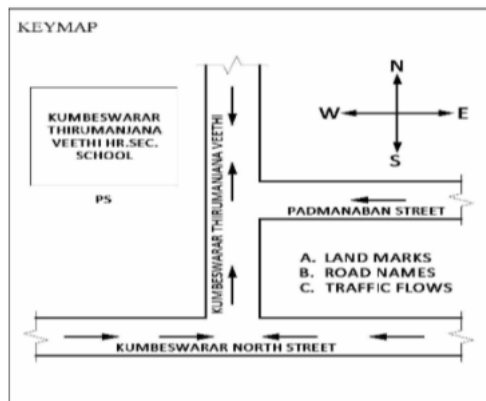 KEYMAP
KUMBESWARAR
THIRUMANJANA
VEETHI HR.SEC.
SCHOOL
PS
N
W
E
S
KUMBESWARAR THIRUMANJANA VEETHI
PADMANABAN STREET
A. LAND MARKS
B. ROAD NAMES
C. TRAFFIC FLOWS
KUMBESWARAR NORTH STREET